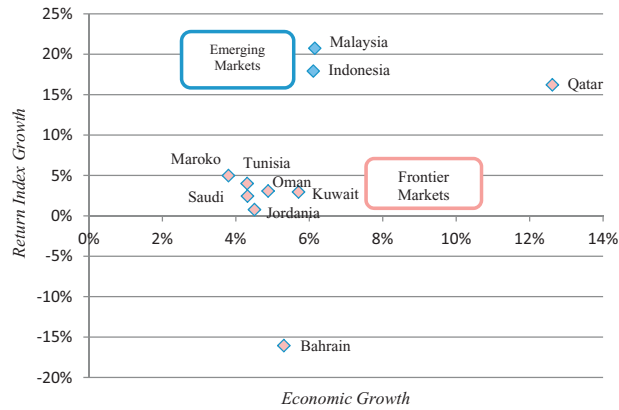 25%
20%
15%
10%
5%
0%
-5%
-10%
-15%
-20%
Return Index Growth
Emerging
Markets
Malaysia
Indonesia
Qatar
Maroko
Tunisia
Oman
Saudi
Kuwait
Jordania
Frontier
Markets
0% 2% 4% 6% 8% 10% 12% 14%
Bahrain
Economic Growth